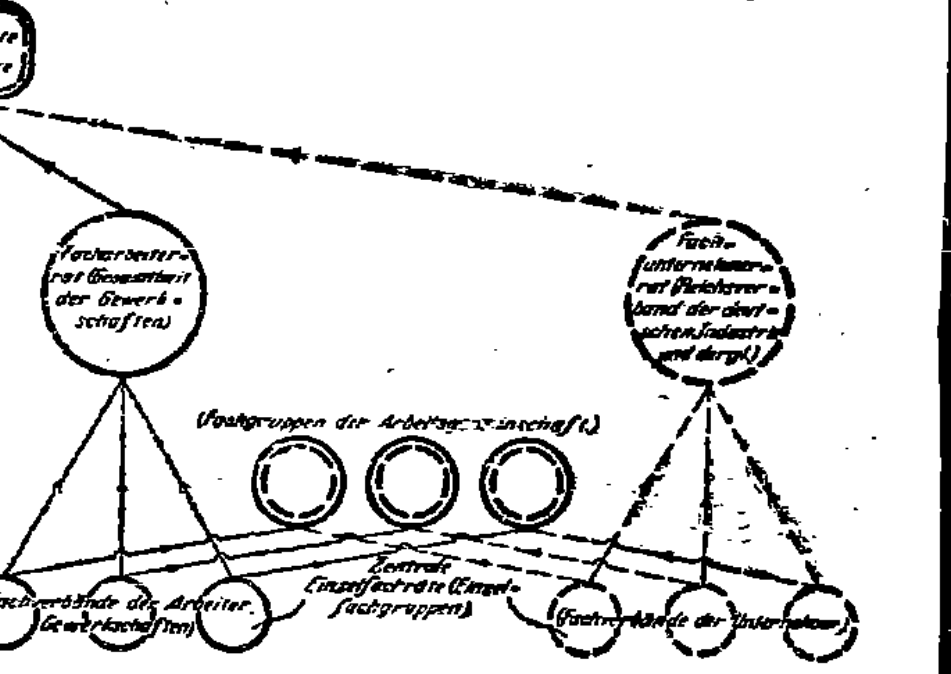 Facharbeiter-
rat (Gesamtheit
der Gewerk-
schaften)
Fach-
unternehmer-
rat (Reichsver-
band der deut-
schen Industrie
und dergl.)
(Fachgruppen der Arbeitsgemeinschaft.)
Zentrale
Einzelfachräte (Einzel-
fachgruppen).
Fachverbände der Arbeiter,
Gewerkschaften)
(Fachverbände der Unternehmer)